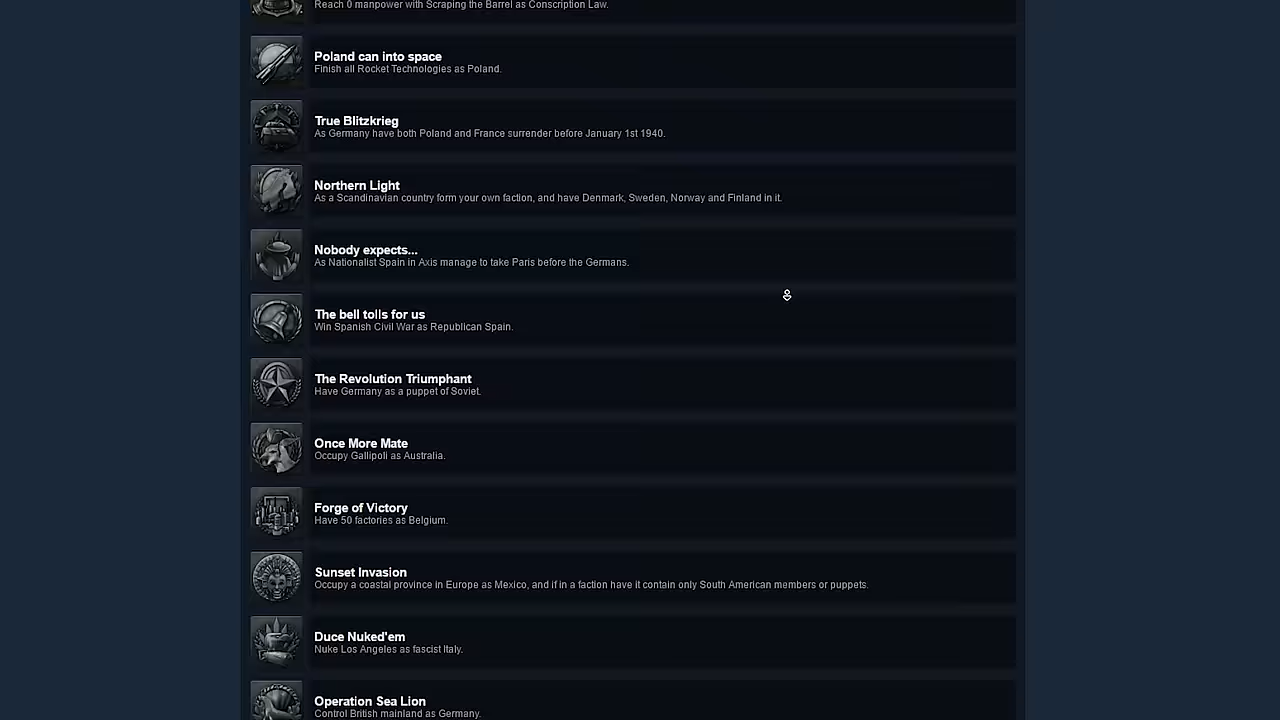 Reach 0 manpower with Scraping the Barrel as Conscription Law.
Poland can into space
Finish all Rocket Technologies as Poland.
True Blitzkrieg
As Germany have both Poland and France surrender before January 1st 1940.
Northern Light
As a Scandinavian country form your own faction, and have Denmark, Sweden, Norway and Finland in it.
Nobody expects...
As Nationalist Spain in Axis manage to take Paris before the Germans.
The bell tolls for us
Win Spanish Civil War as Republican Spain.
The Revolution Triumphant
Have Germany as a puppet of Soviet.
Once More Mate
Occupy Gallipoli as Australia.
Forge of Victory
Have 50 factories as Belgium.
Sunset Invasion
Occupy a coastal province in Europe as Mexico, and if in a faction have it contain only South American members or puppets.
Duce Nuked'em
Nuke Los Angeles as fascist Italy.
Operation Sea Lion
Control British mainland as Germany.